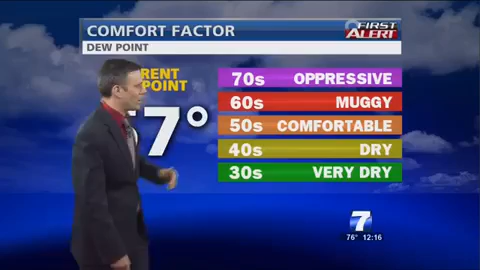 COMFORT FACTOR
FIRST
ALERT
DEW POINT
RENT
POINT
7°
70s OPPRESSIVE
60s MUGGY
50s COMFORTABLE
40s DRY
30s VERY DRY
7
76° 12:16